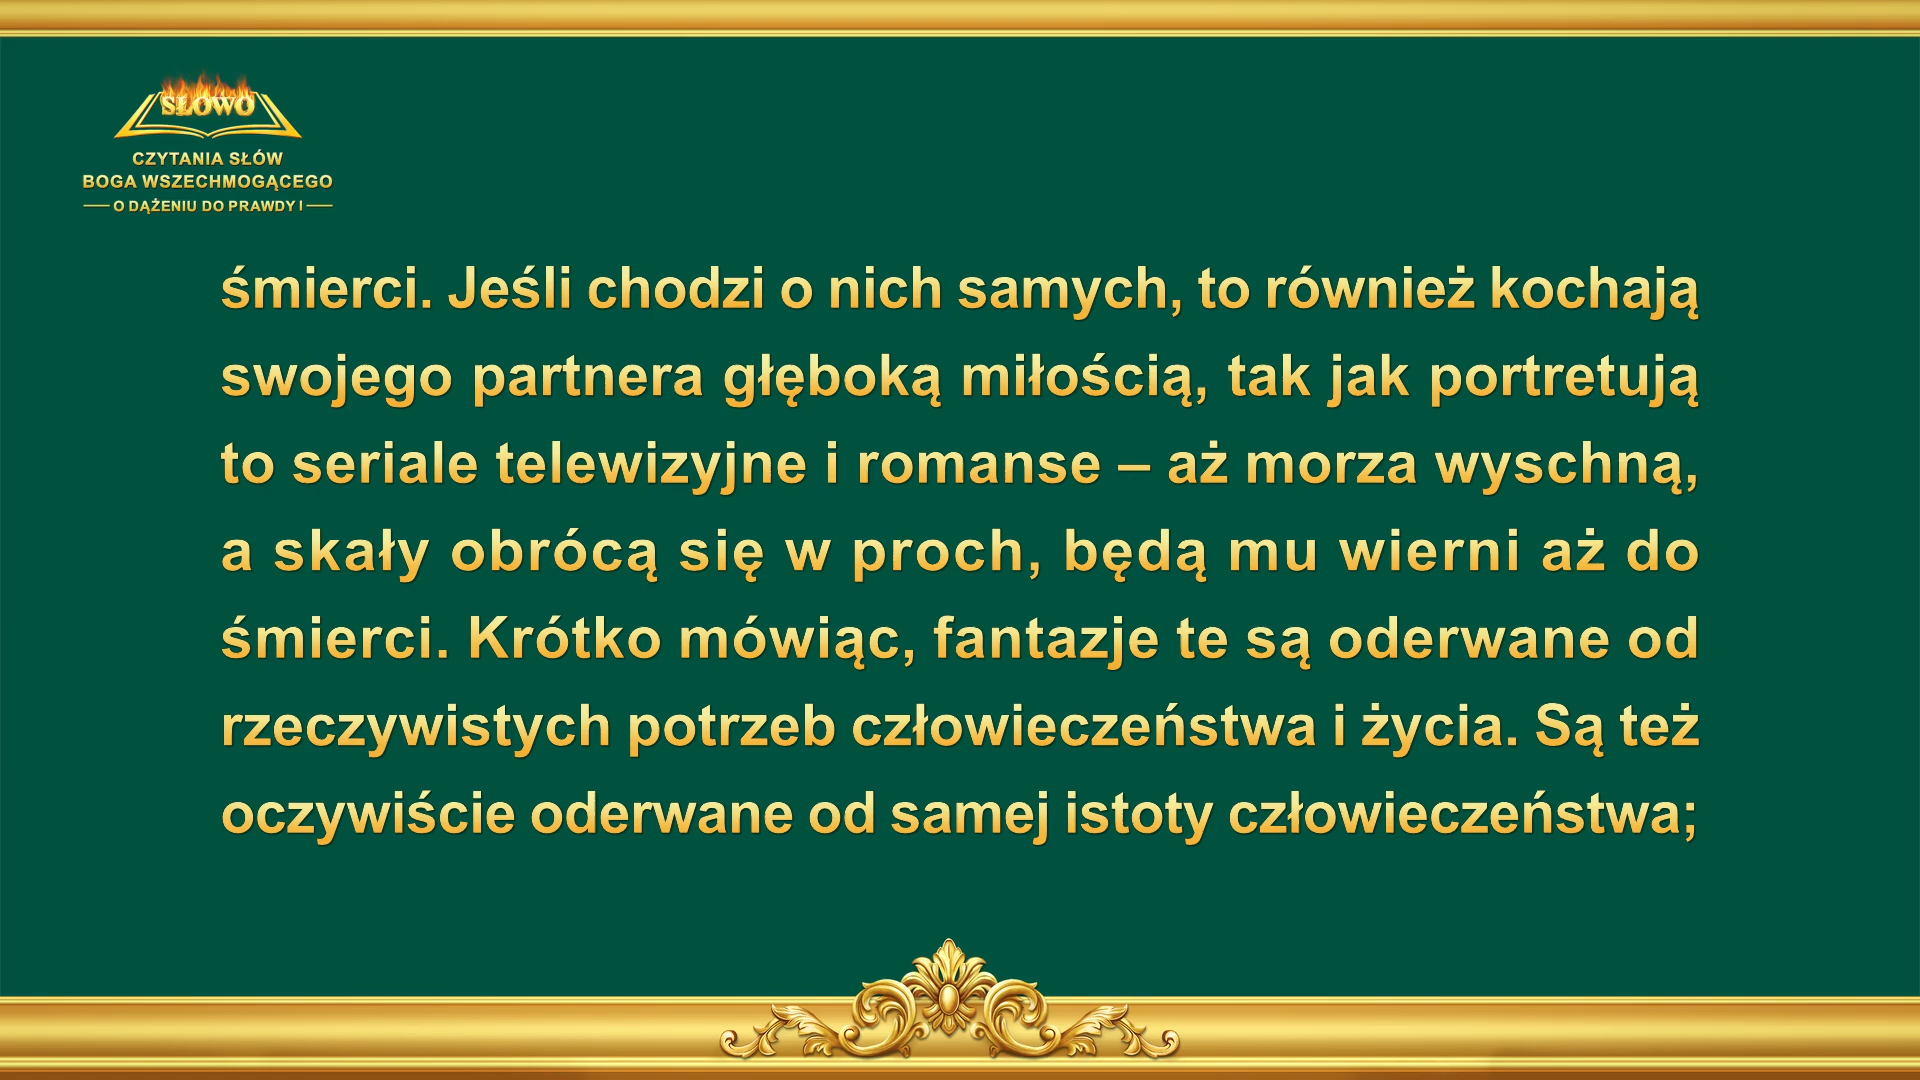 SŁOWO
CZYTANIA SŁÓW
BOGA WSZECHMOGĄCEGO
O DĄŻENIU DO PRAWDY I
śmierci. Jeśli chodzi o nich samych, to również kochają
swojego partnera głęboką miłością, tak jak portretują
to seriale telewizyjne i romanse – aż morza wyschną,
a skały obrócą się w proch, będą mu wierni aż do
śmierci. Krótko mówiąc, fantazje te są oderwane od
rzeczywistych potrzeb człowieczeństwa i życia. Są też
oczywiście oderwane od samej istoty człowieczeństwa;